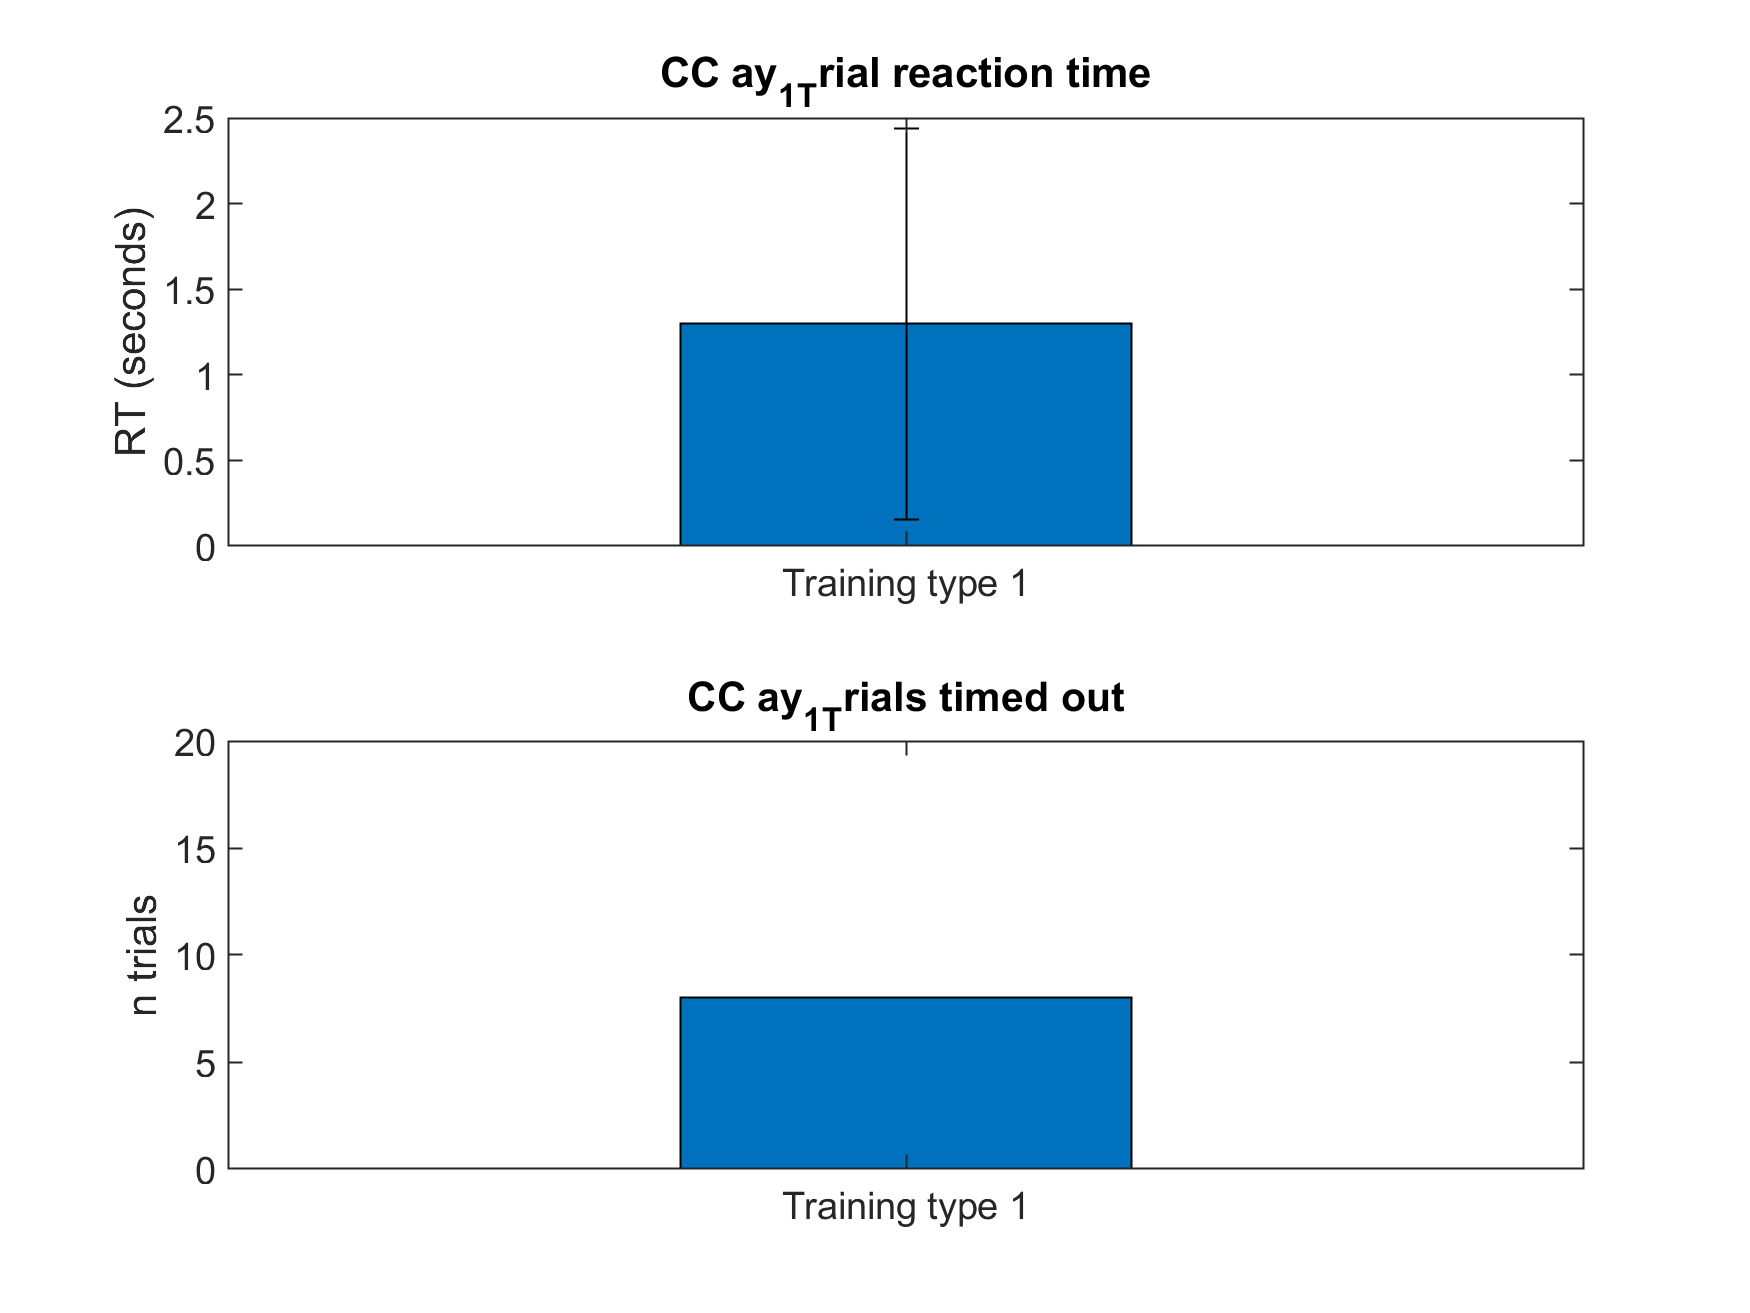 CC ay1Trial reaction time
2.5
2
1.5
1
0.5
0
RT (seconds)
Training type 1
CC ay1Trials timed out
20
15
10
5
0
n trials
Training type 1